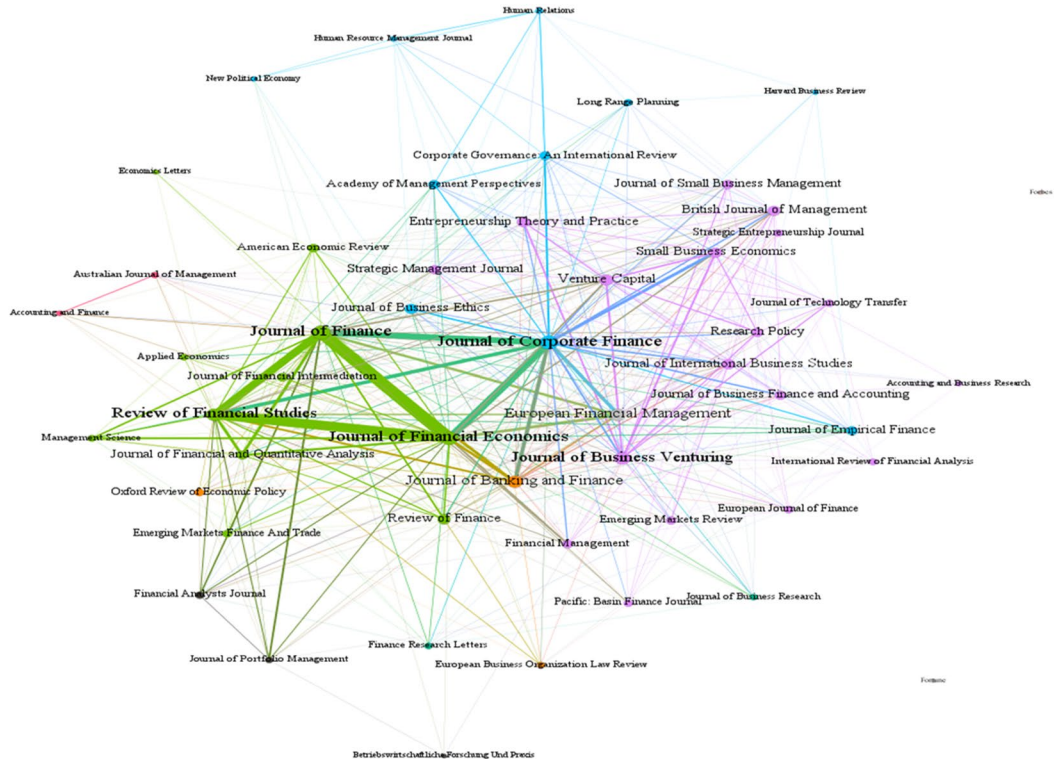 Human Relations
Human Resource Management Journal
New Political Economy
Harvard Business Review
Long Range Planning
Corporate Governance: An International Review
Economics Letters
Academy of Management Perspectives
Journal of Small Business Management
Forbes
British Journal of Management
Entrepreneurship Theory and Practice
Strategic Entrepreneurship Journal
American Economic Review
Small Business Economics
Strategic Management Journal
Australian Journal of Management
Venture Capital
Journal of Technology Transfer
Journal of Business Ethics
Accounting and Finance
Journal of Finance
Research Policy
Journal of Corporate Finance
Applied Economics
Journal of International Business Studies
Journal of Financial Intermediation
Accounting and Business Research
Journal of Business Finance and Accounting
Review of Financial Studies
European Financial Management
Journal of Empirical Finance
Management Science
Journal of Financial Economics
Journal of Financial and Quantitative Analysis
Journal of Business Venturing
International Review of Financial Analysis
Journal of Banking and Finance
Oxford Review of Economic Policy
European Journal of Finance
Review of Finance
Emerging Markets Review
Emerging Markets Finance And Trade
Financial Management
Financial Analysts Journal
Journal of Business Research
Pacific: Basin Finance Journal
Finance Research Letters
Journal of Portfolio Management
European Business Organization Law Review
Fortune
Betriebswirtschaftliche Forschung Und Praxis